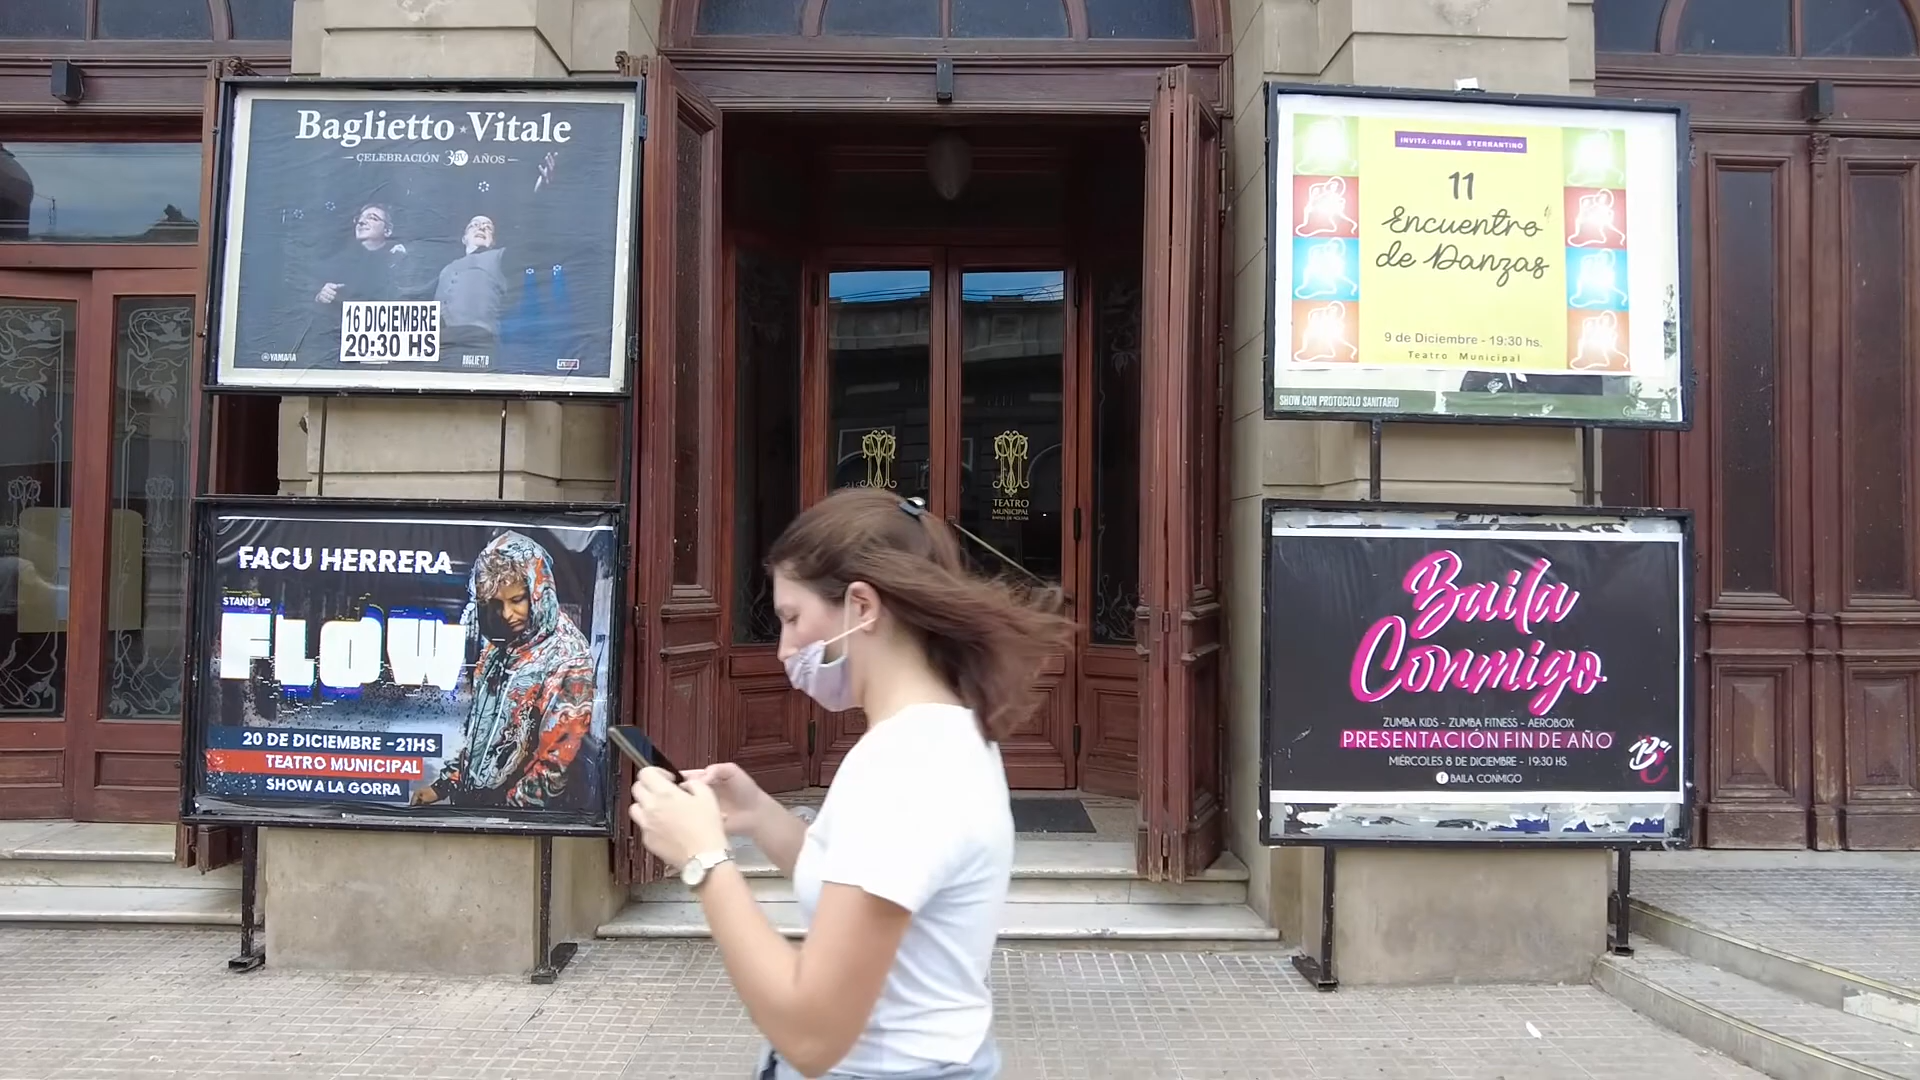 Baglietto Vitale
CELEBRACIÓN 30 AÑOS
16 DICIEMBRE
20:30 HS
YAMAHA
BAGLIETTO
FACU HERRERA
STAND UP
FLOW
20 DE DICIEMBRE - 21HS
TEATRO MUNICIPAL
SHOW A LA GORRA
TEATRO
MUNICIPAL
INVITA: ARIANA STERRANTINO
11
Encuentro
de Danzas
9 de Diciembre - 19:30 hs.
Teatro Municipal
SHOW CON PROTOCOLO SANITARIO
Baila
Conmigo
ZUMBA KIDS - ZUMBA FITNESS - AEROBOX
PRESENTACIÓN FIN DE AÑO
MIÉRCOLES 8 DE DICIEMBRE - 19:30 HS
f BAILA CONMIGO